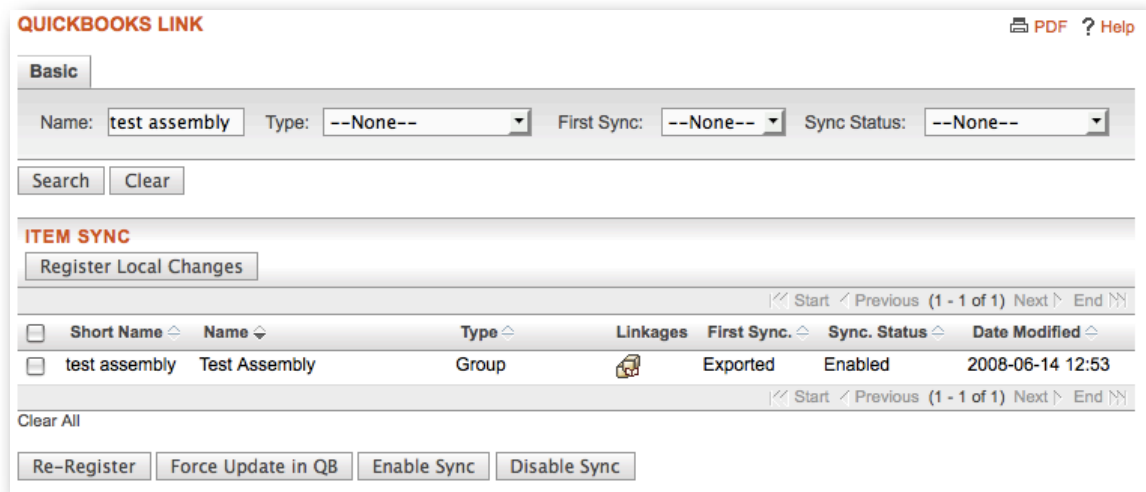 QUICKBOOKS LINK PDF ? Help
Basic
Name: test assembly Type: --None-- First Sync: --None-- Sync Status: --None--
Search Clear
ITEM SYNC
Register Local Changes
Start Previous (1 - 1 of 1) Next End
Short Name Name Type Linkages First Sync. Sync. Status Date Modified
test assembly Test Assembly Group Exported Enabled 2008-06-14 12:53
Start Previous (1 - 1 of 1) Next End
Clear All
Re-Register Force Update in QB Enable Sync Disable Sync